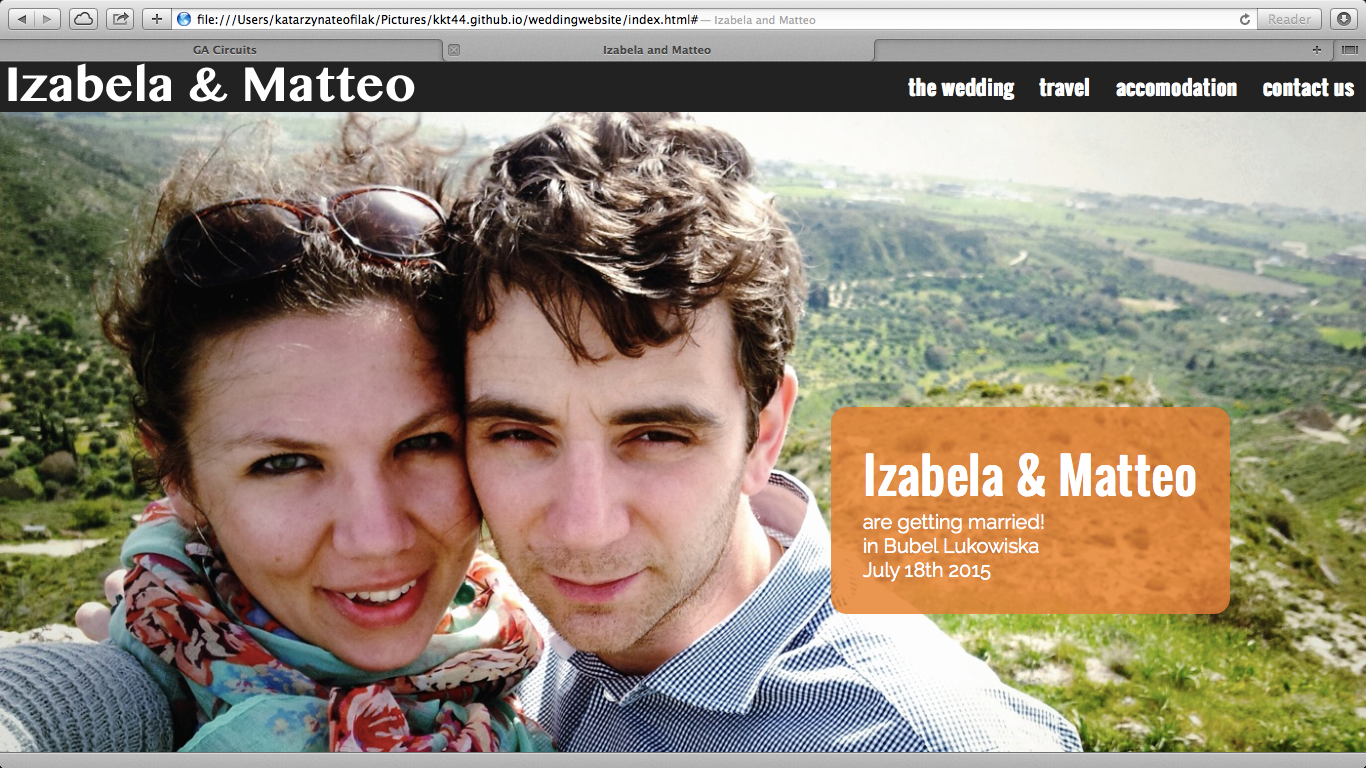 file:///Users/katarzynateofilak/Pictures/kkt44.github.io/weddingwebsite/index.html# — Izabela and Matteo
Reader
GA Circuits
Izabela and Matteo
Izabela & Matteo
the wedding
travel
accomodation
contact us
Izabela & Matteo
are getting married!
in Bubel Lukowiska
July 18th 2015